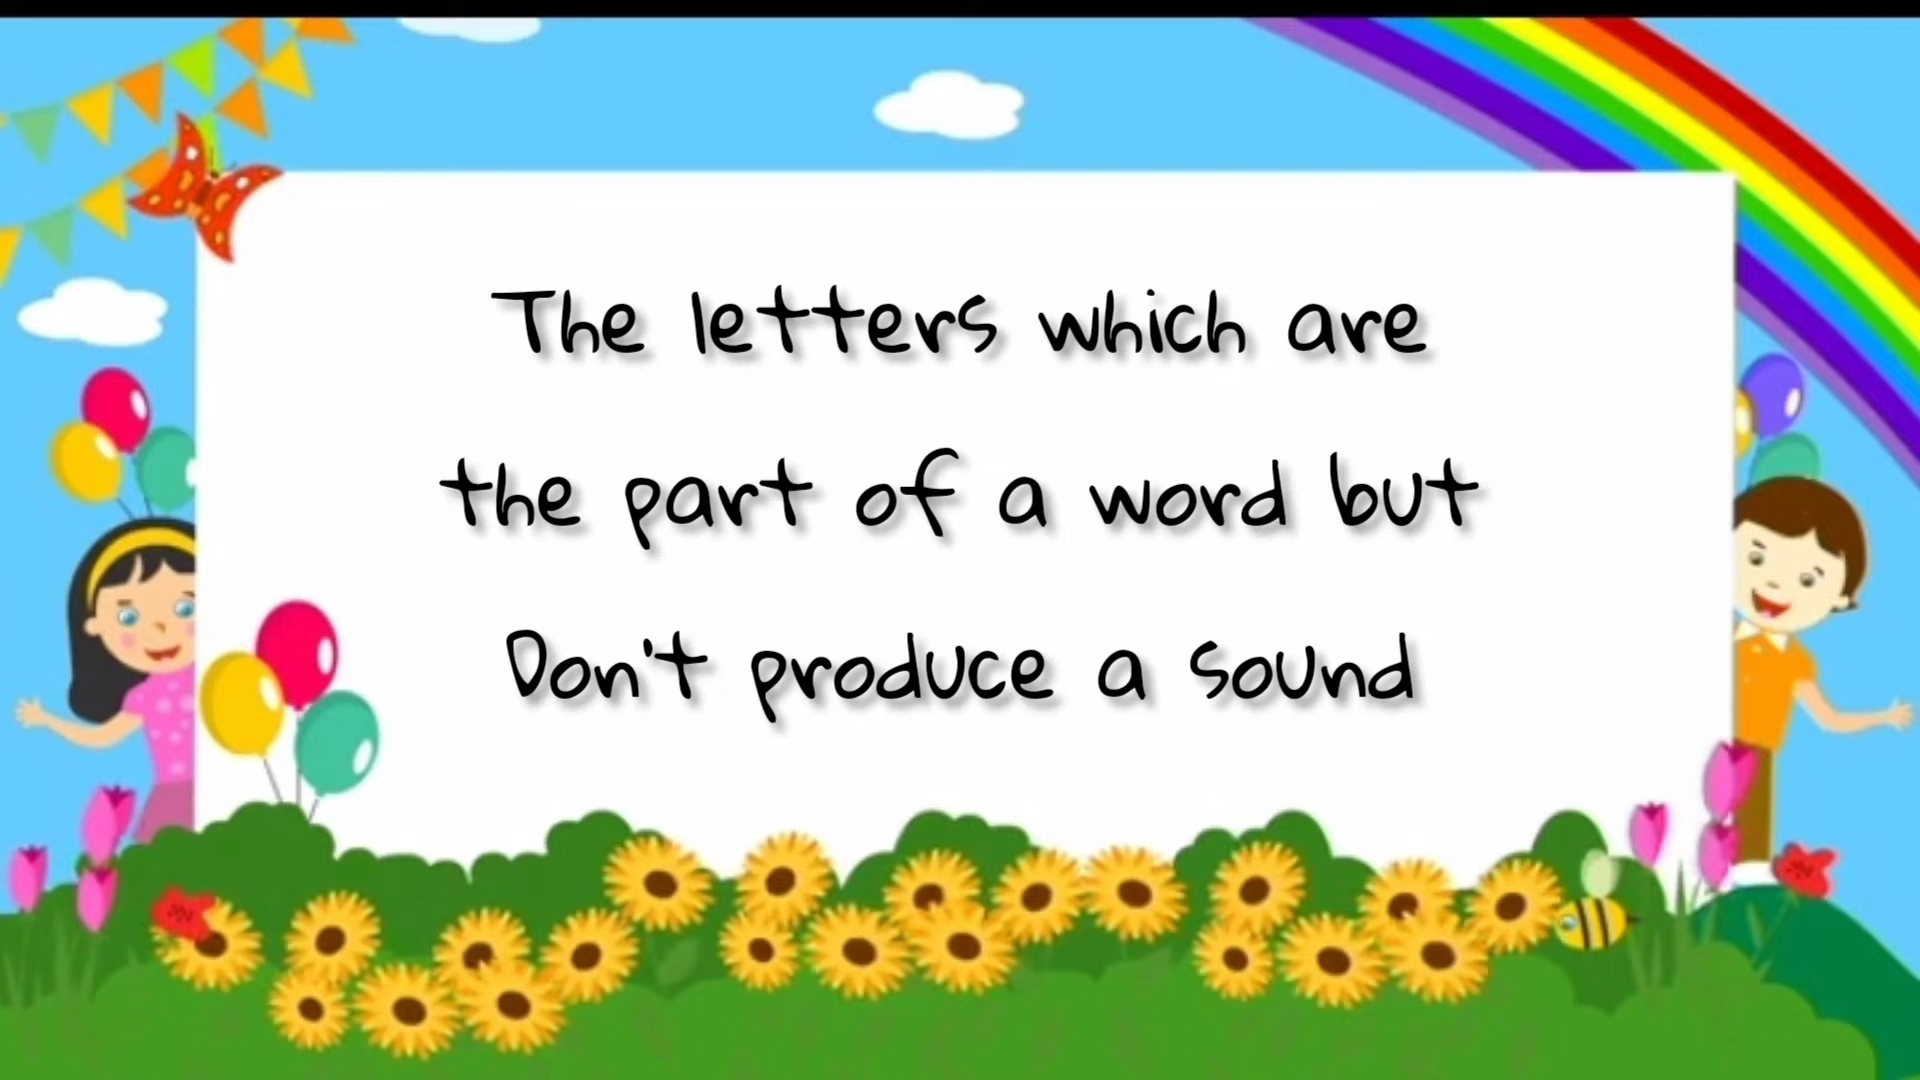 The letters which are
the part of a word but
Don't produce a sound